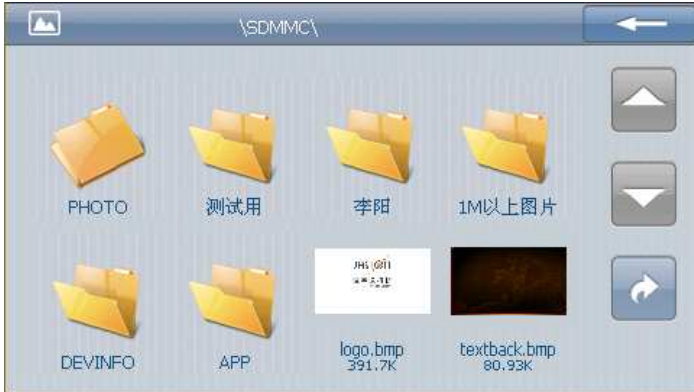 \SDMMC\
PHOTO
测试用
李阳
1M以上图片
DEVINFO
APP
logo.bmp
391.7K
textback.bmp
80.93K